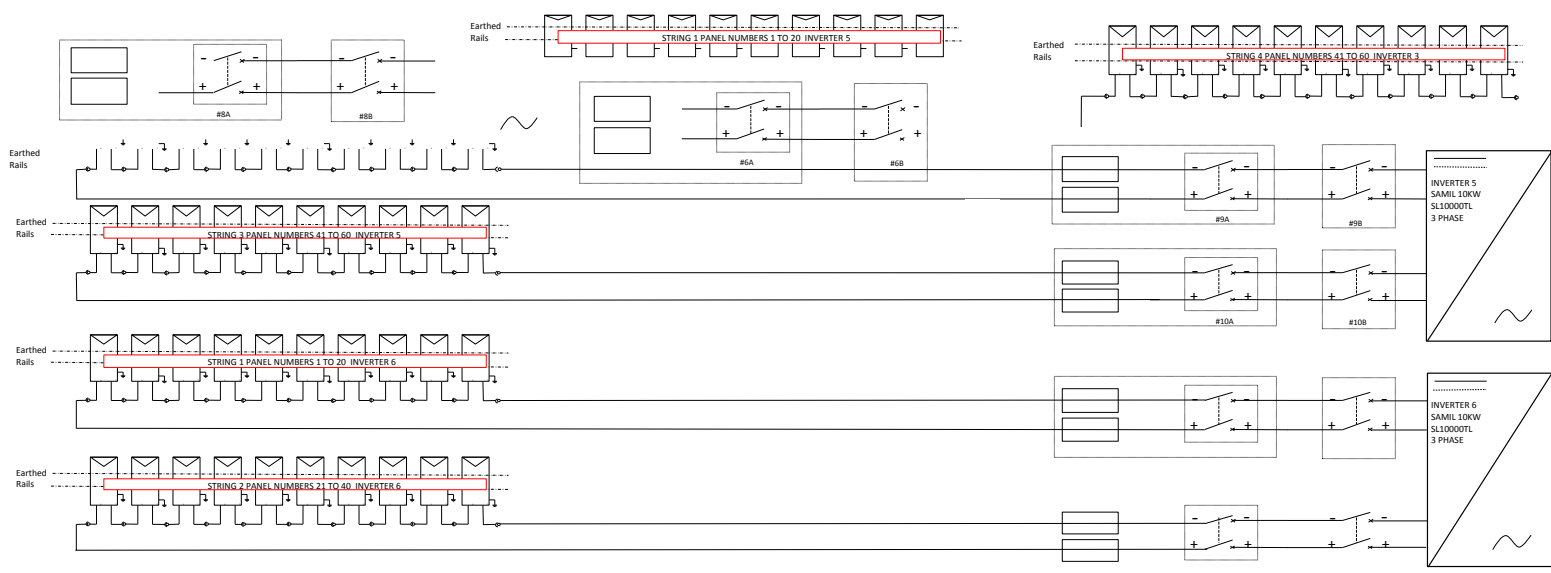 Earthed
Rails
STRING 1 PANEL NUMBERS 1 TO 20 INVERTER 5
Earthed
Rails
STRING 4 PANEL NUMBERS 41 TO 60 INVERTER 3
- -
+ +
#8A
#8B
- -
+ +
#6A
#6B
Earthed
Rails
- - - -
+ + + +
#9A
#9B
INVERTER 5
SAMIL 10KW
SL10000TL
3 PHASE
Earthed
Rails
STRING 3 PANEL NUMBERS 41 TO 60 INVERTER 5
- - - -
+ + + +
#10A
#10B
Earthed
Rails
STRING 1 PANEL NUMBERS 1 TO 20 INVERTER 6
- - - -
+ + + +
INVERTER 6
SAMIL 10KW
SL10000TL
3 PHASE
Earthed
Rails
STRING 2 PANEL NUMBERS 21 TO 40 INVERTER 6
- - - -
+ + + +